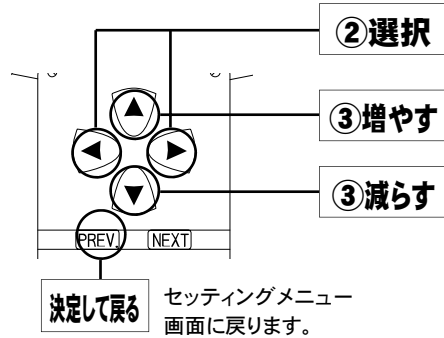 ②選択
③増やす
③減らす
PREV. NEXT
決定して戻る
セッティングメニュー
画面に戻ります。